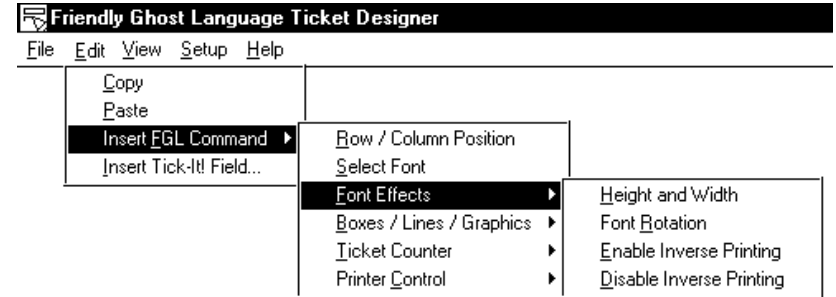 Friendly Ghost Language Ticket Designer
File Edit View Setup Help
Copy
Paste
Insert FGL Command
Insert Tick-It! Field...
Row / Column Position
Select Font
Font Effects
Boxes / Lines / Graphics
Ticket Counter
Printer Control
Height and Width
Font Rotation
Enable Inverse Printing
Disable Inverse Printing